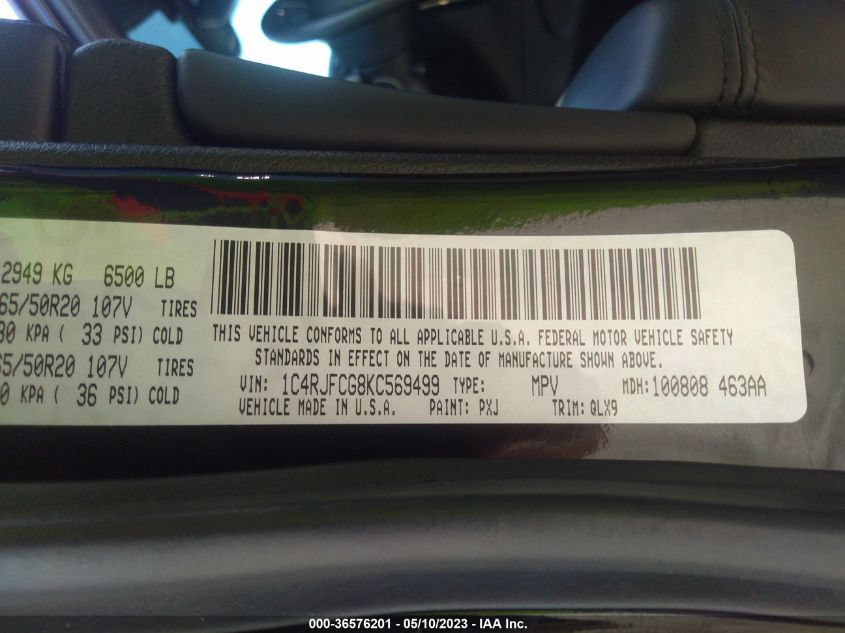 2949 KG 6500 LB
65/50R20 107V TIRES
30 KPA ( 33 PSI) COLD
65/50R20 107V TIRES
0 KPA ( 36 PSI) COLD
THIS VEHICLE CONFORMS TO ALL APPLICABLE U.S.A. FEDERAL MOTOR VEHICLE SAFETY
STANDARDS IN EFFECT ON THE DATE OF MANUFACTURE SHOWN ABOVE.
VIN: 1C4RJFCG8KC569499 TYPE: MPV MDH:100808 463AA
VEHICLE MADE IN U.S.A. PAINT: PXJ TRIM: QLX9
000-36576201 - 05/10/2023 - IAA Inc.